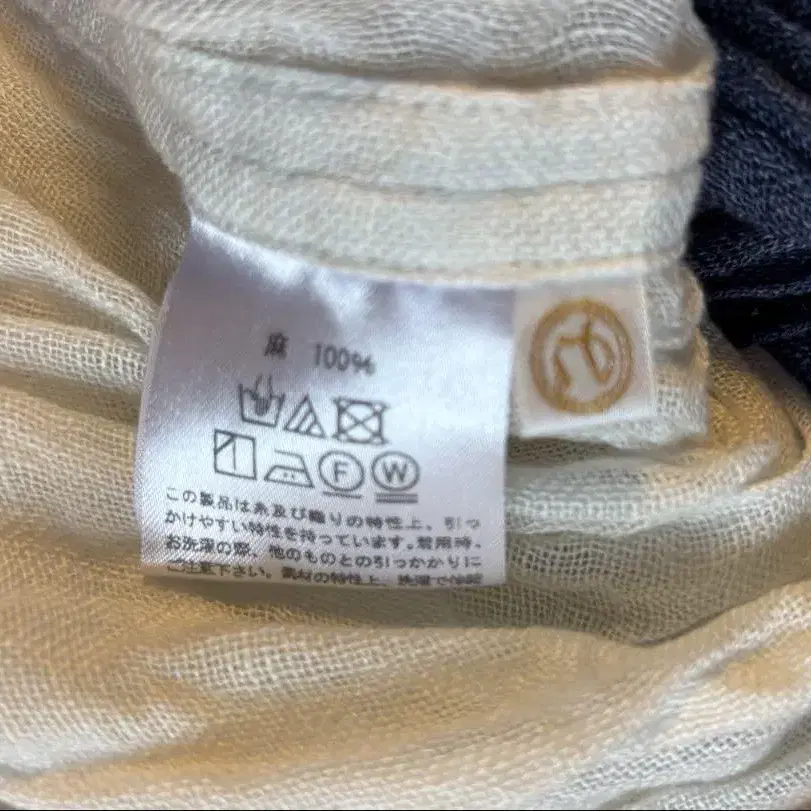 麻 100%
F W
この製品は糸及び織りの特性上、引っ
かけやすい特性を持っています。着用時、
お洗濯の際、他のものとの引っかかりに
ご注意下さい。素材の特性上、洗濯で